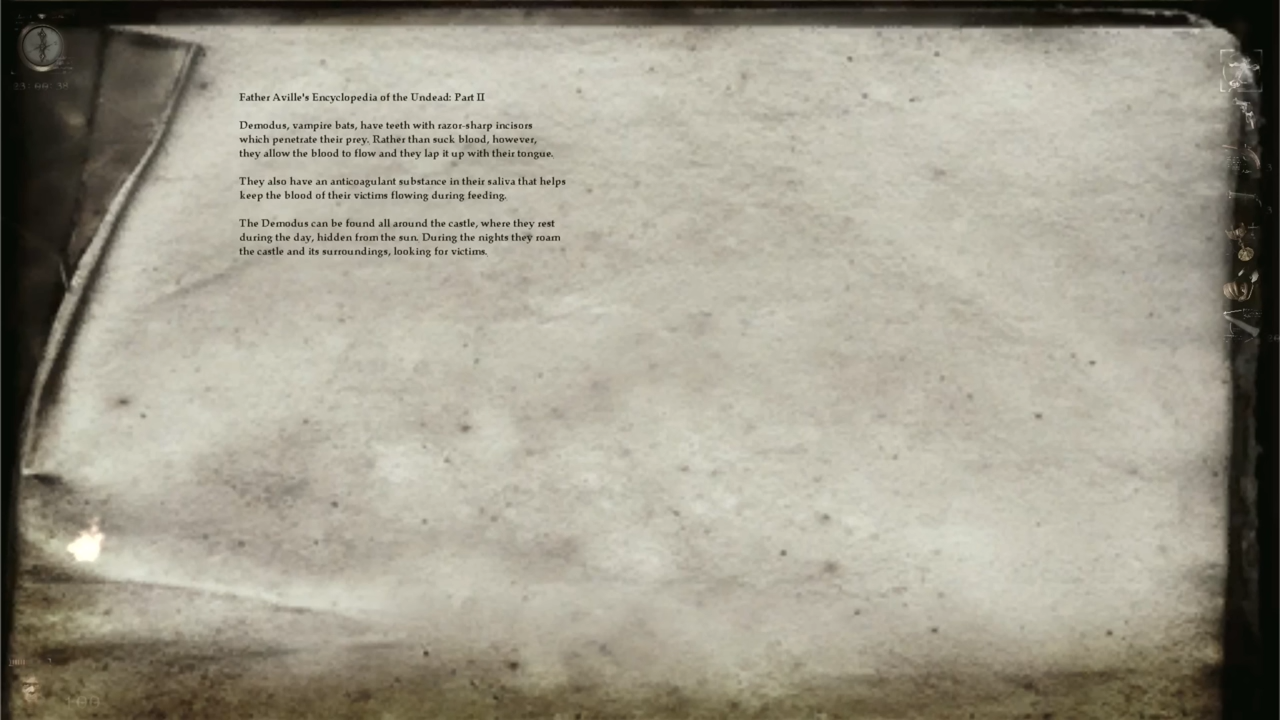 Father Aville's Encyclopedia of the Undead: Part II
Demodus, vampire bats, have teeth with razor-sharp incisors
which penetrate their prey. Rather than suck blood, however,
they allow the blood to flow and they lap it up with their tongue.
They also have an anticoagulant substance in their saliva that helps
keep the blood of their victims flowing during feeding.
The Demodus can be found all around the castle, where they rest
during the day, hidden from the sun. During the nights they roam
the castle and its surroundings, looking for victims.